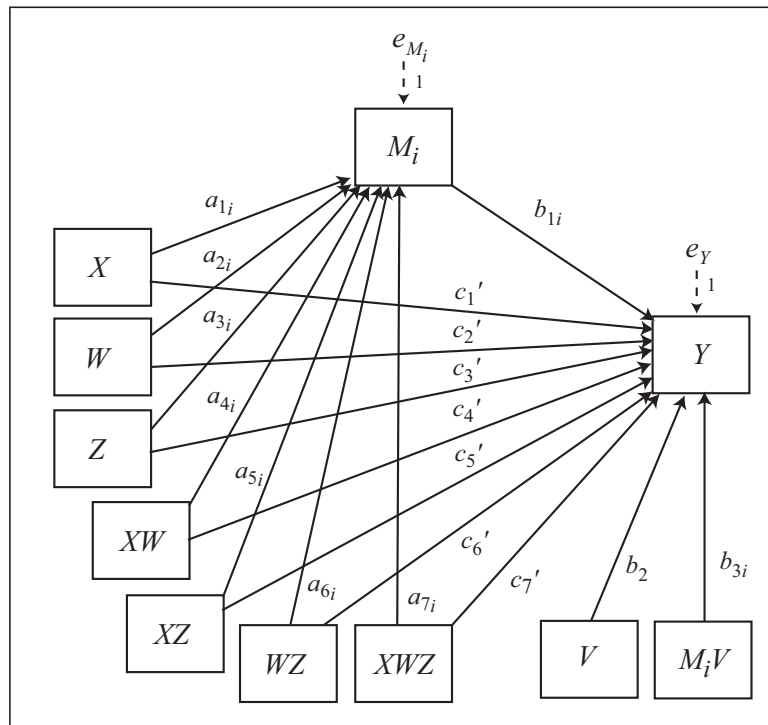 e_{M_i}
1
M_i
a_{1i}
b_{1i}
X
a_{2i}
e_Y
1
c_1′
a_{3i}
W
c_2′
Y
c_3′
Z
a_{4i}
c_4′
c_5′
a_{5i}
XW
c_6′
a_{6i}
a_{7i}
c_7′
b_2
b_{3i}
XZ
WZ
XWZ
V
M_iV